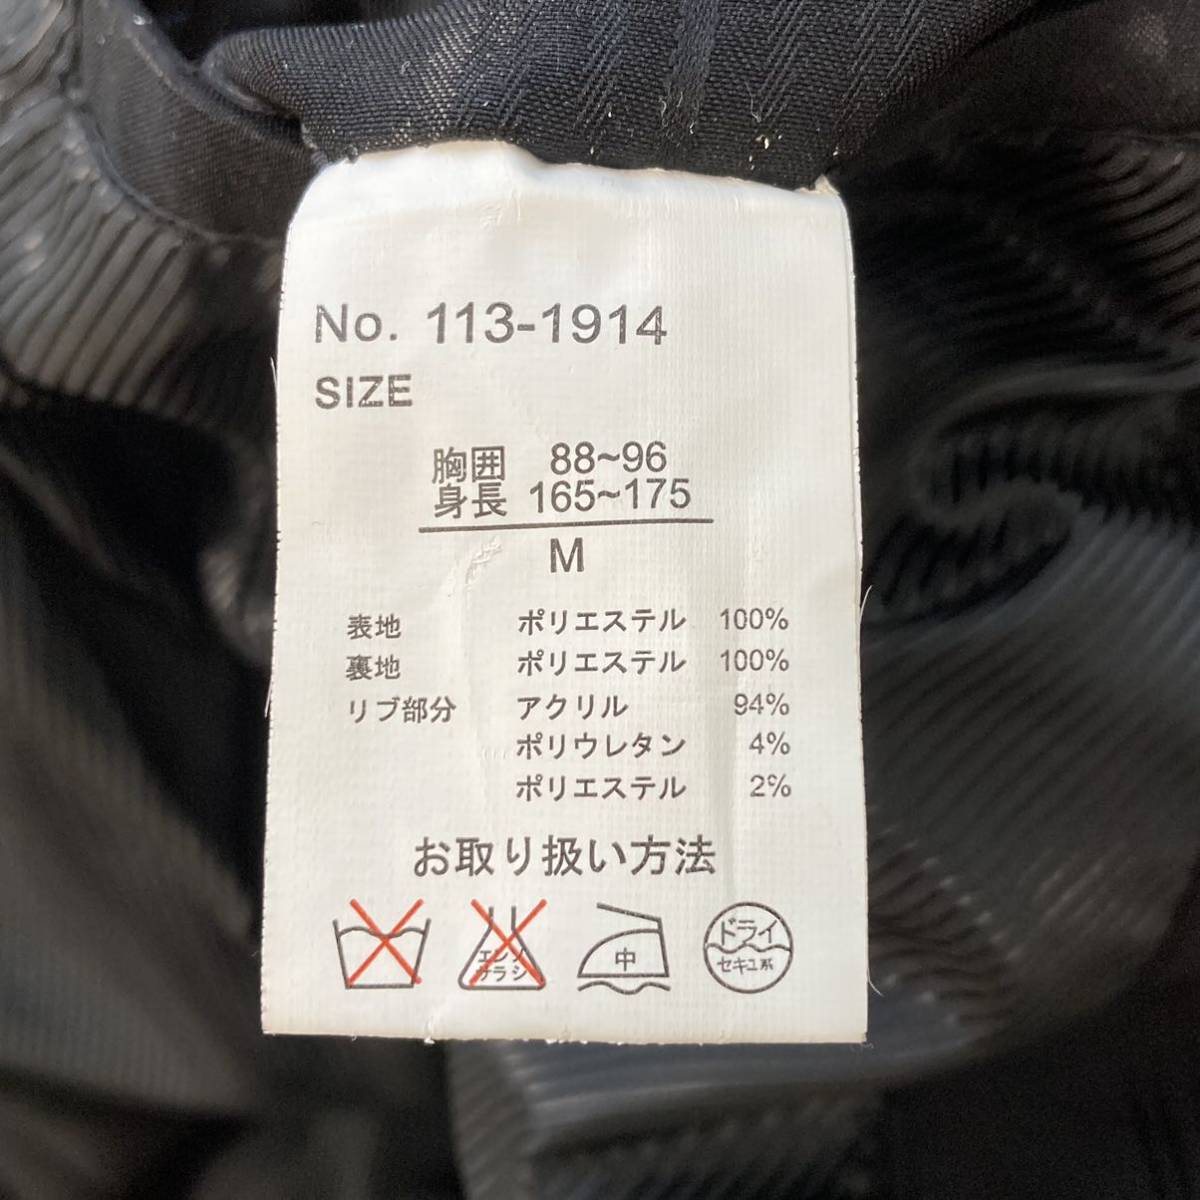 No. 113-1914
SIZE
胸囲 88~96
身長 165~175
M
表地 ポリエステル 100%
裏地 ポリエステル 100%
リブ部分 アクリル 94%
ポリウレタン 4%
ポリエステル 2%
お取り扱い方法
エンソ
サラシ
中
ドライ
セキユ系